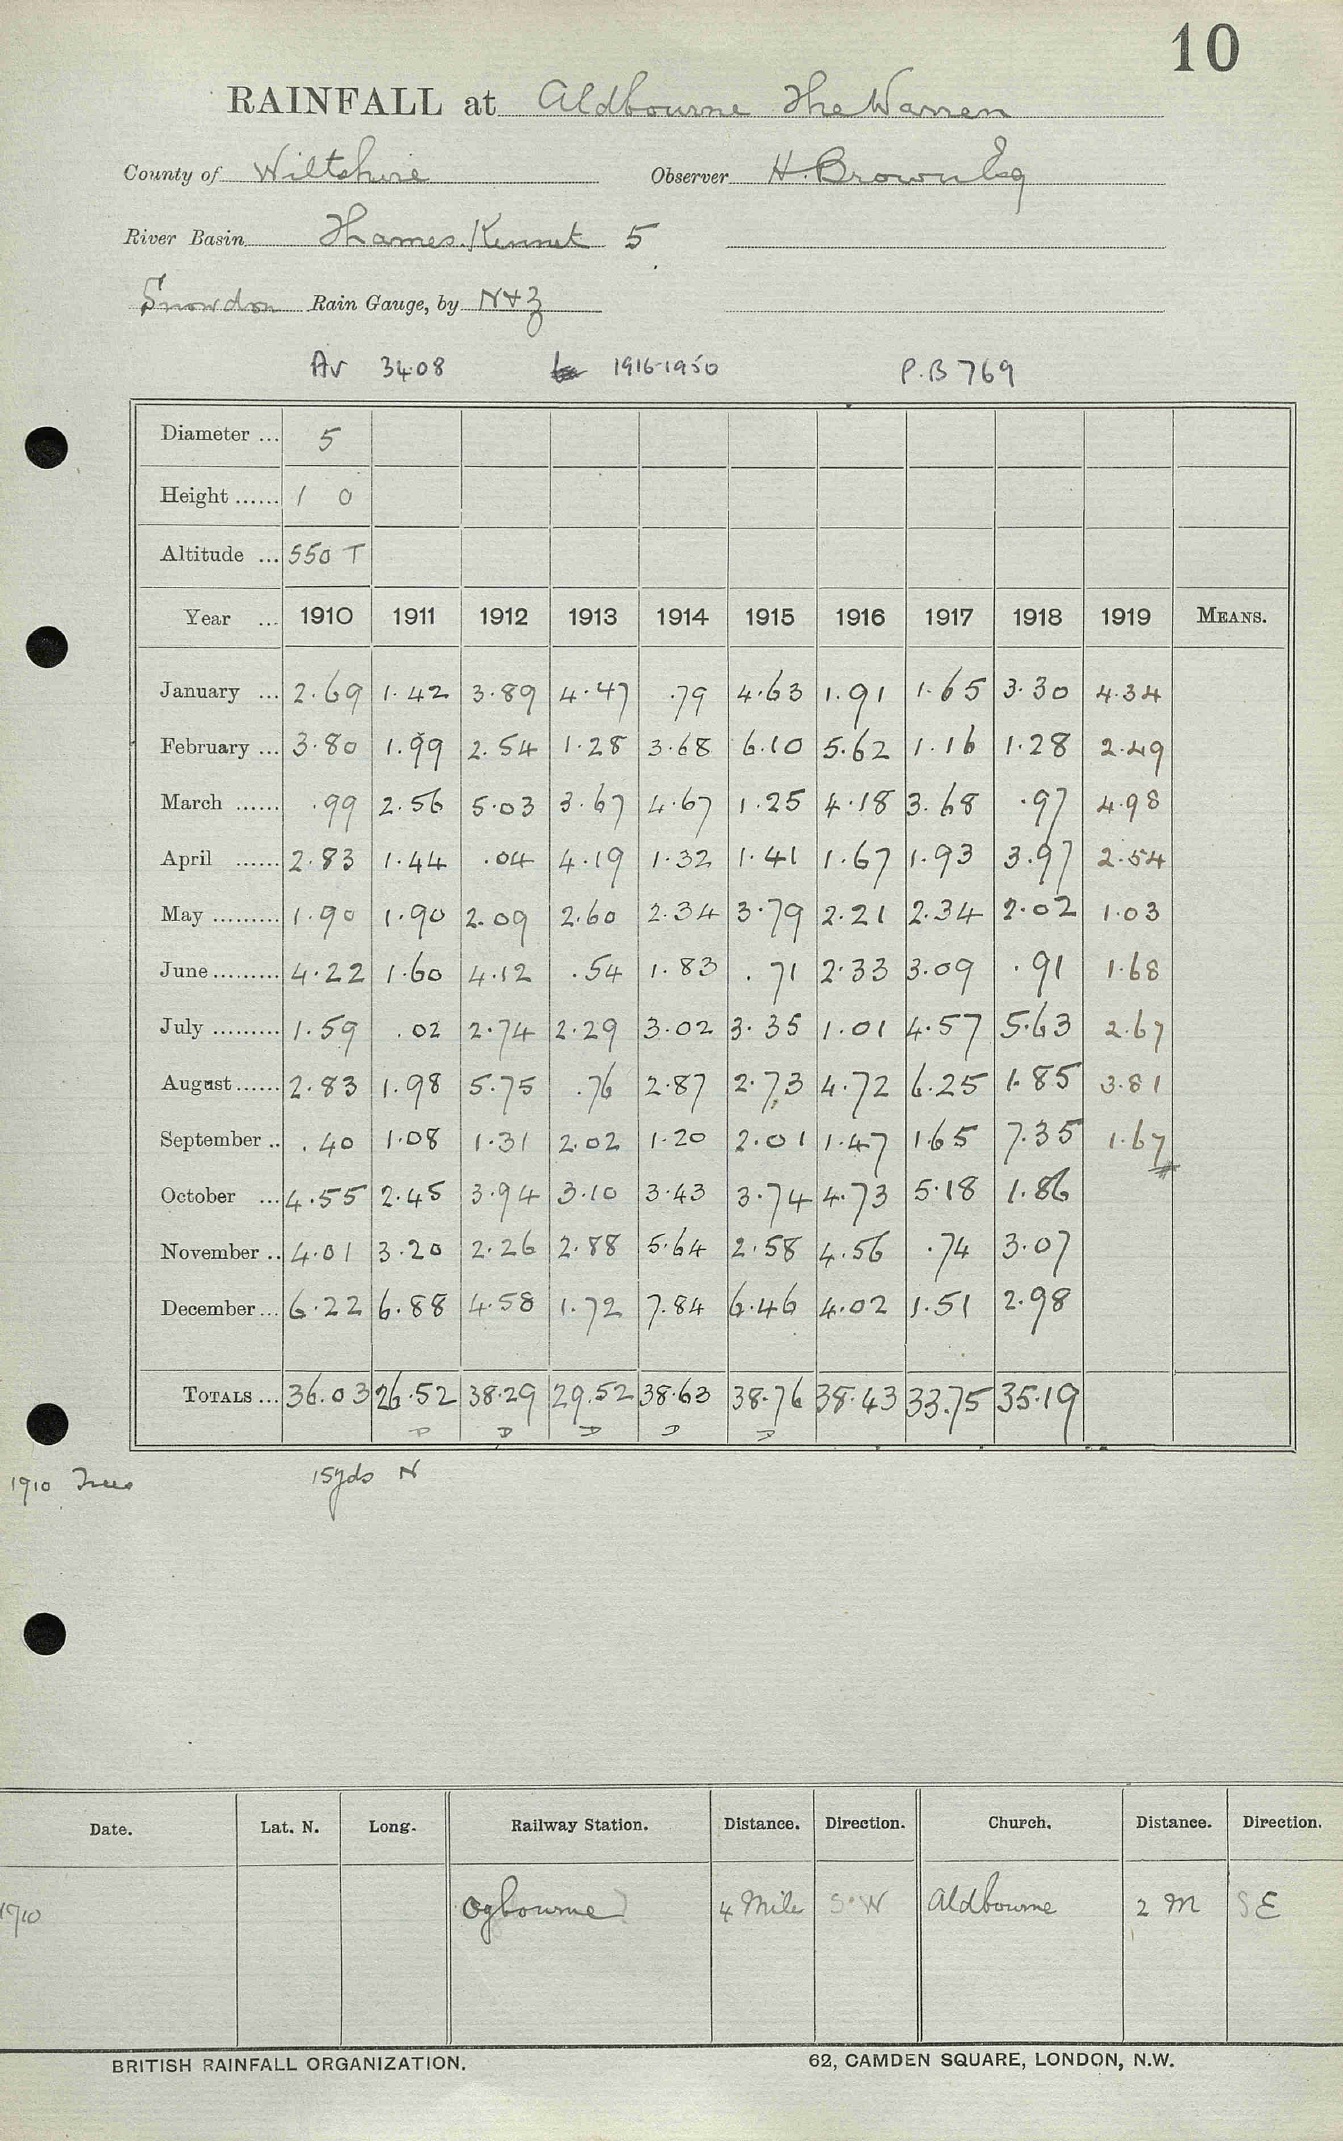 10
RAINFALL at Aldbourne The Warren
County of Wiltshire Observer H. Brown Esq
River Basin Thames. Kennet 5
Snowdon Rain Gauge, by N+Z
Av 3408 1916-1950 P.B 769
Diameter ... 5
Height ...... 1 0
Altitude ... 550 T
Year ... 1910 1911 1912 1913 1914 1915 1916 1917 1918 1919 MEANS.
January ... 2.69 1.42 3.89 4.47 .79 4.63 1.91 1.65 3.30 4.34
February ... 3.80 1.99 2.54 1.28 3.68 6.10 5.62 1.16 1.28 2.49
March ...... .99 2.56 5.03 3.67 4.67 1.25 4.18 3.68 .97 4.98
April ...... 2.83 1.44 .04 4.19 1.32 1.41 1.67 1.93 3.97 2.54
May ......... 1.90 1.90 2.09 2.60 2.34 3.79 2.21 2.34 2.02 1.03
June ......... 4.22 1.60 4.12 .54 1.83 .71 2.33 3.09 .91 1.68
July ......... 1.59 .02 2.74 2.29 3.02 3.35 1.01 4.57 5.63 2.67
August ...... 2.83 1.98 5.75 .76 2.87 2.73 4.72 6.25 1.85 3.81
September .. .40 1.08 1.31 2.02 1.20 2.01 1.47 1.65 7.35 1.67
October ... 4.55 2.45 3.94 3.10 3.43 3.74 4.73 5.18 1.86
November .. 4.01 3.20 2.26 2.88 5.64 2.58 4.56 .74 3.07
December ... 6.22 6.88 4.58 1.72 7.84 6.46 4.02 1.51 2.98
TOTALS ... 36.03 26.52 38.29 29.52 38.63 38.76 38.43 33.75 35.19
D D D D
1910 Trees 15yds N
Date. Lat. N. Long. Railway Station. Distance. Direction. Church. Distance. Direction.
1910 Ogbourne 4 Mile S.W Aldbourne 2 M S E
BRITISH RAINFALL ORGANIZATION. 62, CAMDEN SQUARE, LONDON, N.W.